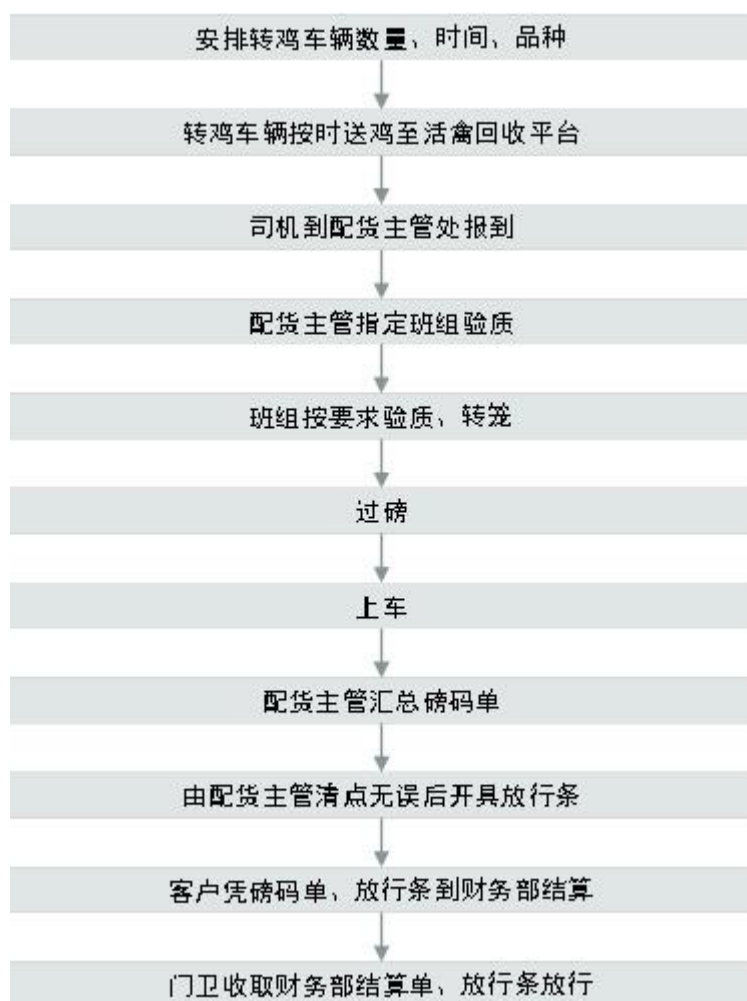 安排转鸡车辆数量、时间、品种
转鸡车辆按时送鸡至活禽回收平台
司机到配货主管处报到
配货主管指定班组验质
班组按要求验质、转笼
过磅
上车
配货主管汇总磅码单
由配货主管清点无误后开具放行条
客户凭磅码单、放行条到财务部结算
门卫收取财务部结算单、放行条放行